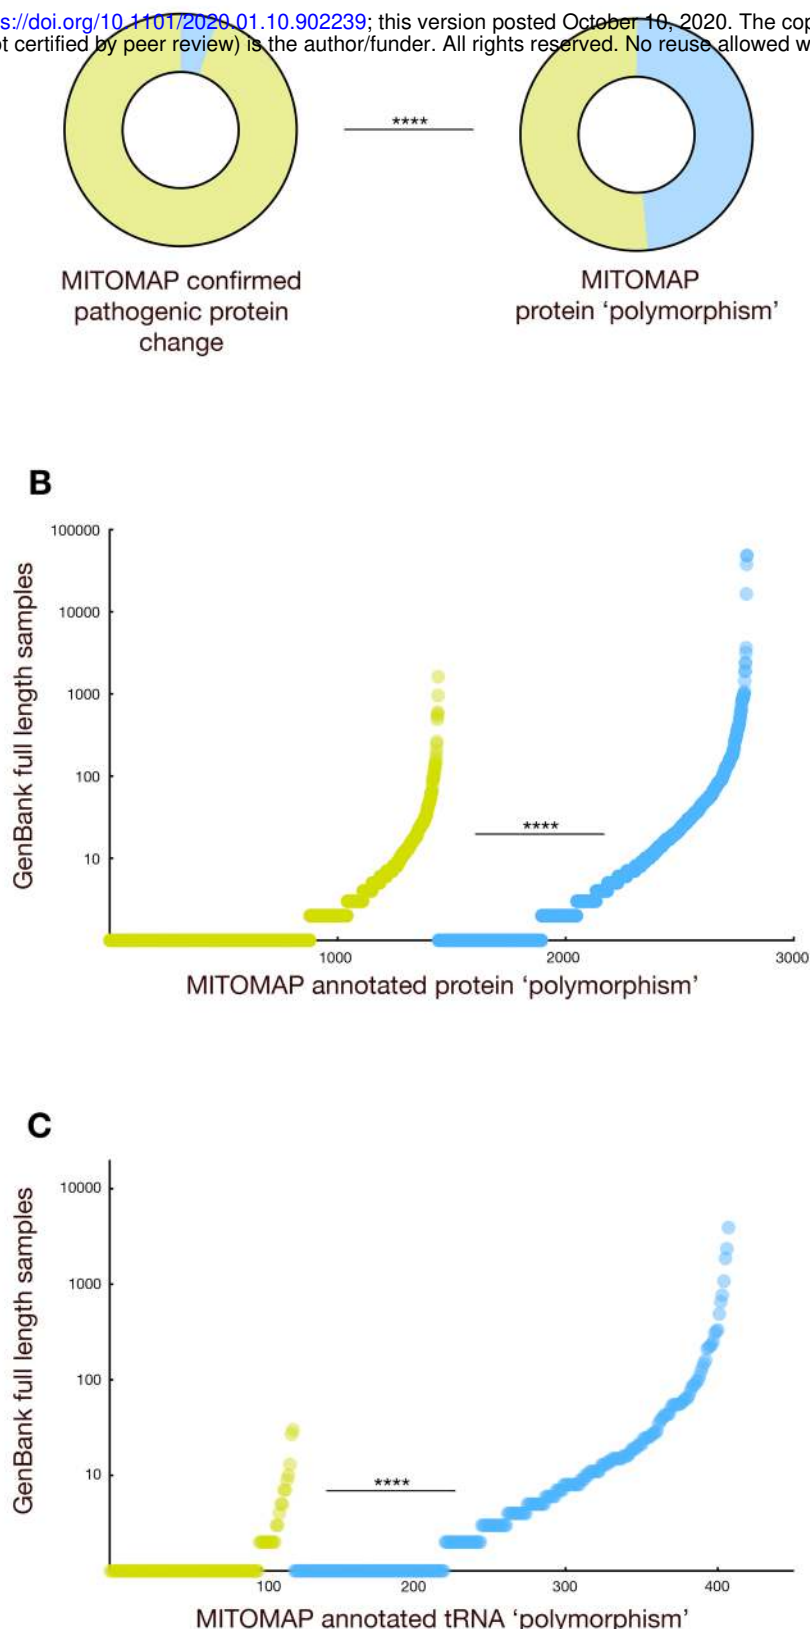 s://doi.org/10.1101/2020.01.10.902239; this version posted October 10, 2020. The cop
ot certified by peer review) is the author/funder. All rights reserved. No reuse allowed w
****
MITOMAP confirmed
pathogenic protein
change
MITOMAP
protein ‘polymorphism’
B
GenBank full length samples
100000
10000
1000
100
10
****
1000
2000
3000
MITOMAP annotated protein ‘polymorphism’
C
GenBank full length samples
10000
1000
100
10
****
100
200
300
400
MITOMAP annotated tRNA ‘polymorphism’